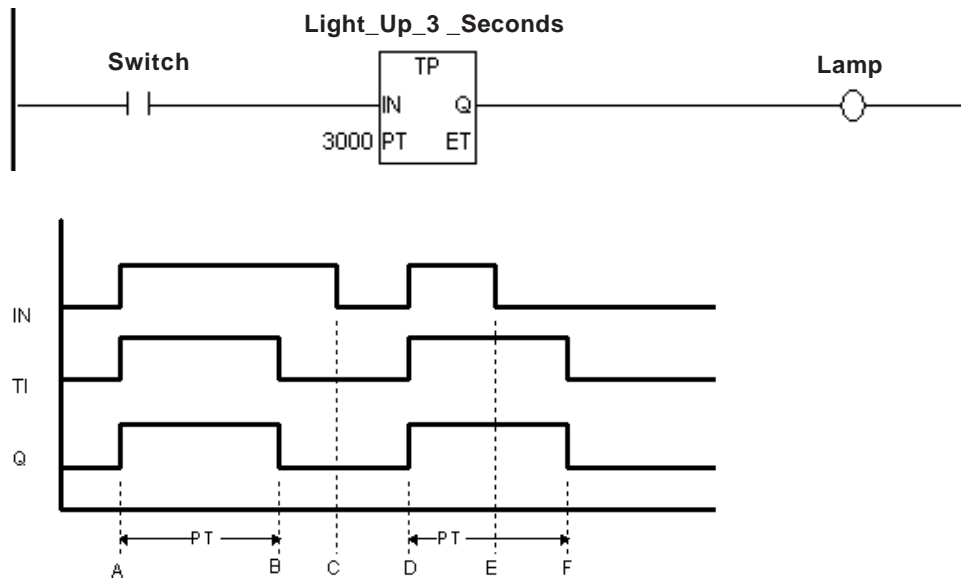 Light_Up_3 _Seconds
Switch
TP
Lamp
IN Q
3000 PT ET
IN
TI
Q
PT PT
A B C D E F